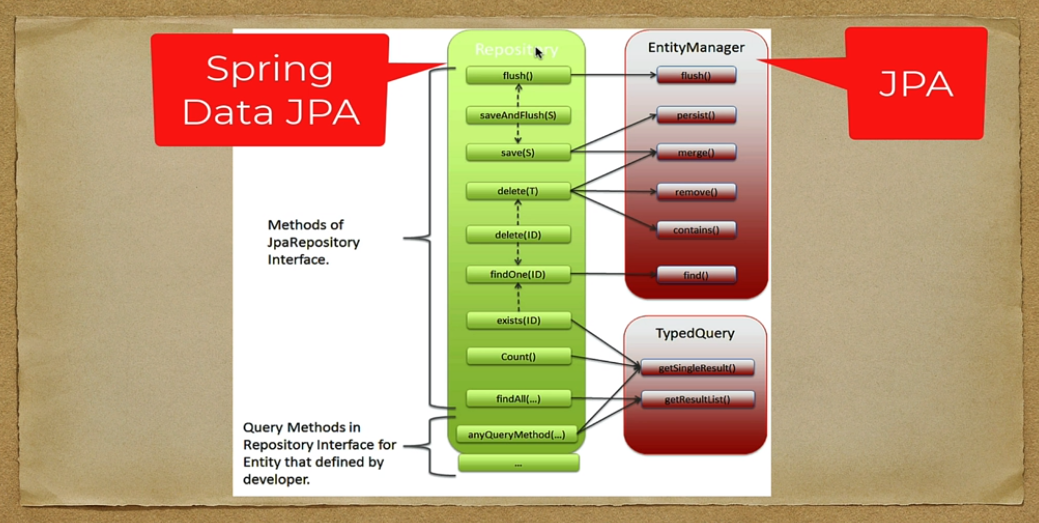 Spring
Data JPA
Repository
EntityManager
JPA
flush()
flush()
saveAndFlush(S)
persist()
save(S)
merge()
delete(T)
remove()
Methods of
JpaRepository
Interface.
delete(ID)
contains()
findOne(ID)
find()
exists(ID)
TypedQuery
Count()
getSingleResult()
findAll(...)
getResultList()
Query Methods in
Repository Interface for
Entity that defined by
developer.
anyQueryMethod(...)
...